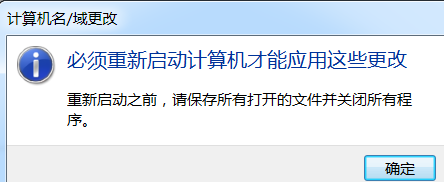 计算机名/域更改
必须重新启动计算机才能应用这些更改
重新启动之前，请保存所有打开的文件并关闭所有程
序。
确定